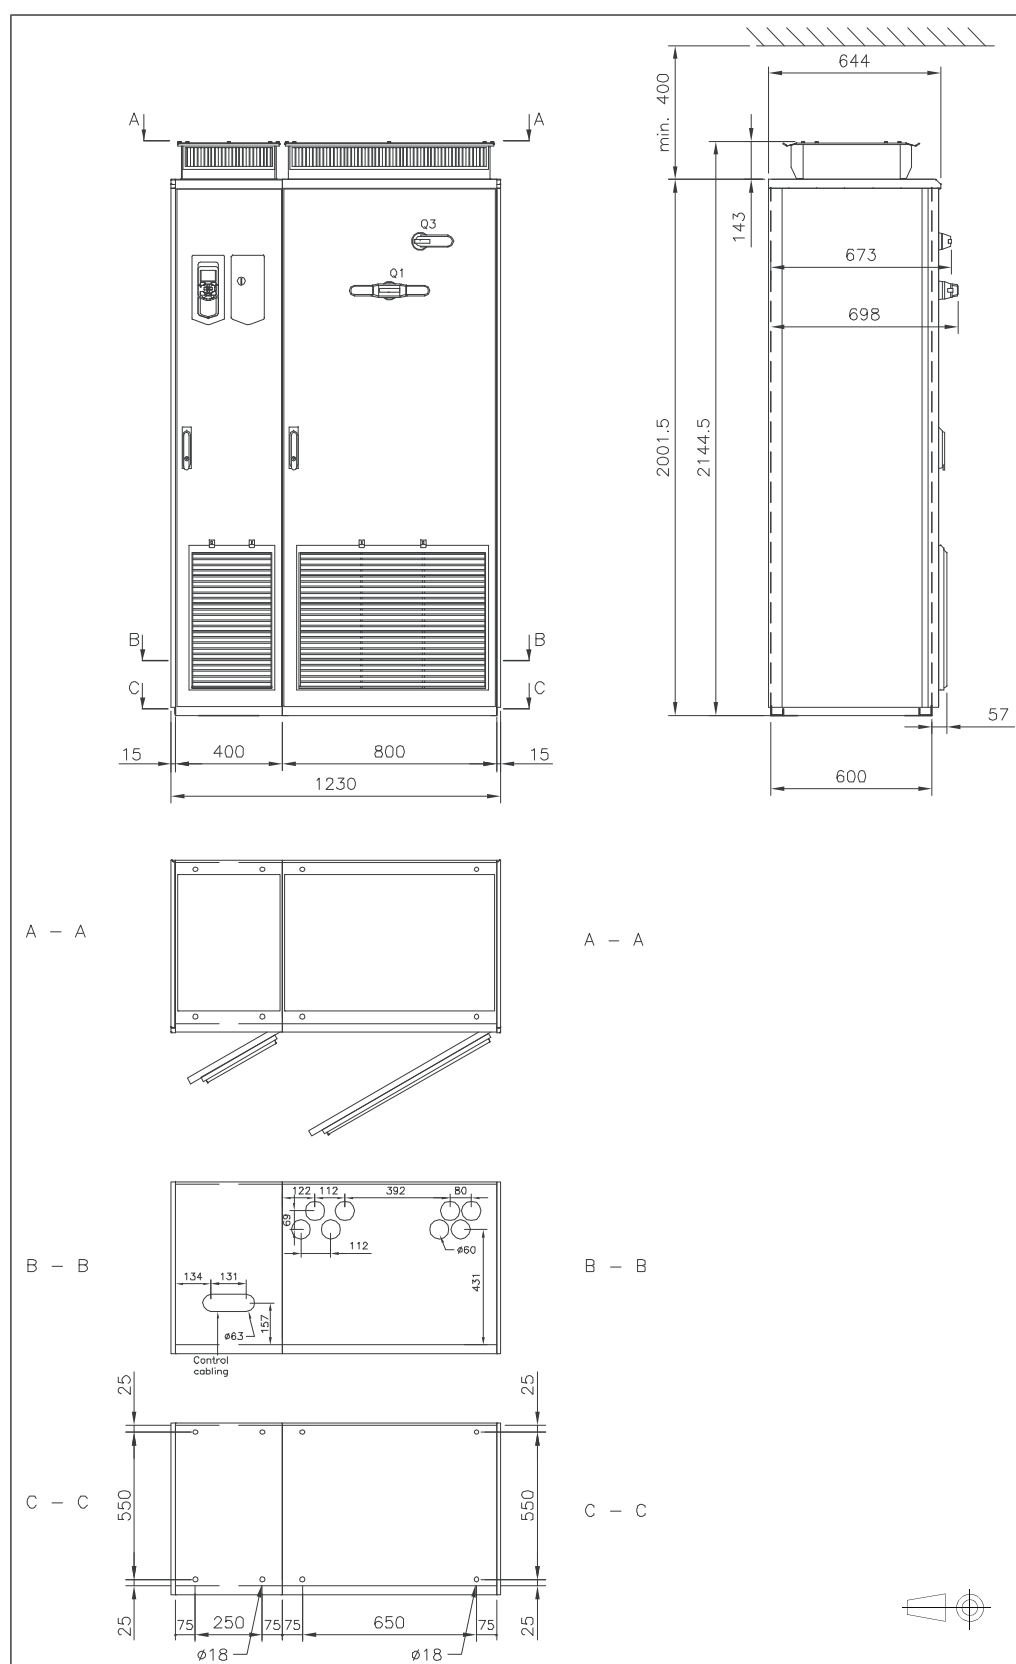 644
min. 400
A
A
143
Q3
673
Q1
698
2001.5
2144.5
B
B
C
C
57
15
400
800
15
1230
600
A - A
A - A
122
112
392
80
69
112
ø60
B - B
B - B
134
131
431
157
ø63
Control
cabling
25
25
550
550
C - C
C - C
25
75
250
75
75
650
75
25
ø18
ø18